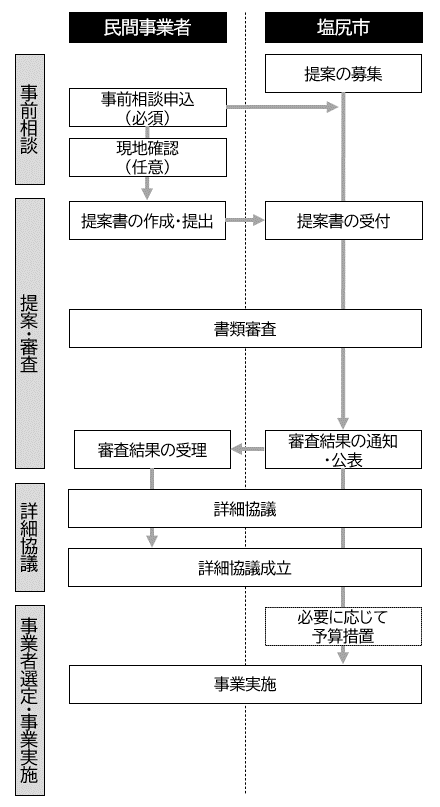 民間事業者
塩尻市
事前相談
提案の募集
事前相談申込
（必須）
現地確認
（任意）
提案・審査
提案書の作成・提出
提案書の受付
書類審査
審査結果の受理
審査結果の通知
・公表
詳細協議
詳細協議
詳細協議成立
事業者選定・事業実施
必要に応じて
予算措置
事業実施